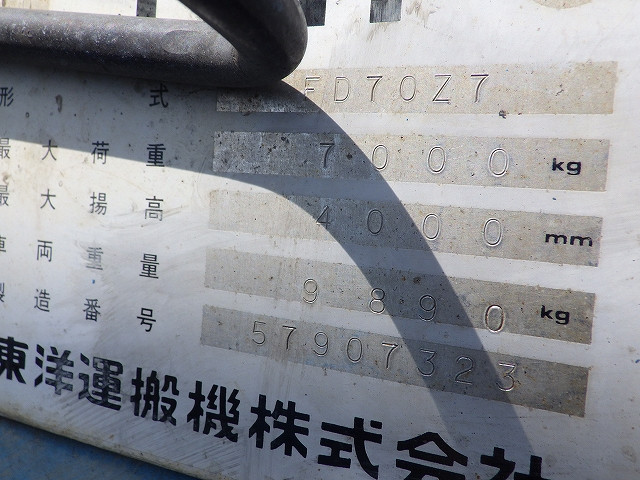 形式 FD70Z7
最大荷重 7000 kg
最大揚高 4000 mm
車両重量 9890 kg
製造番号 57907323
東洋運搬機株式会社